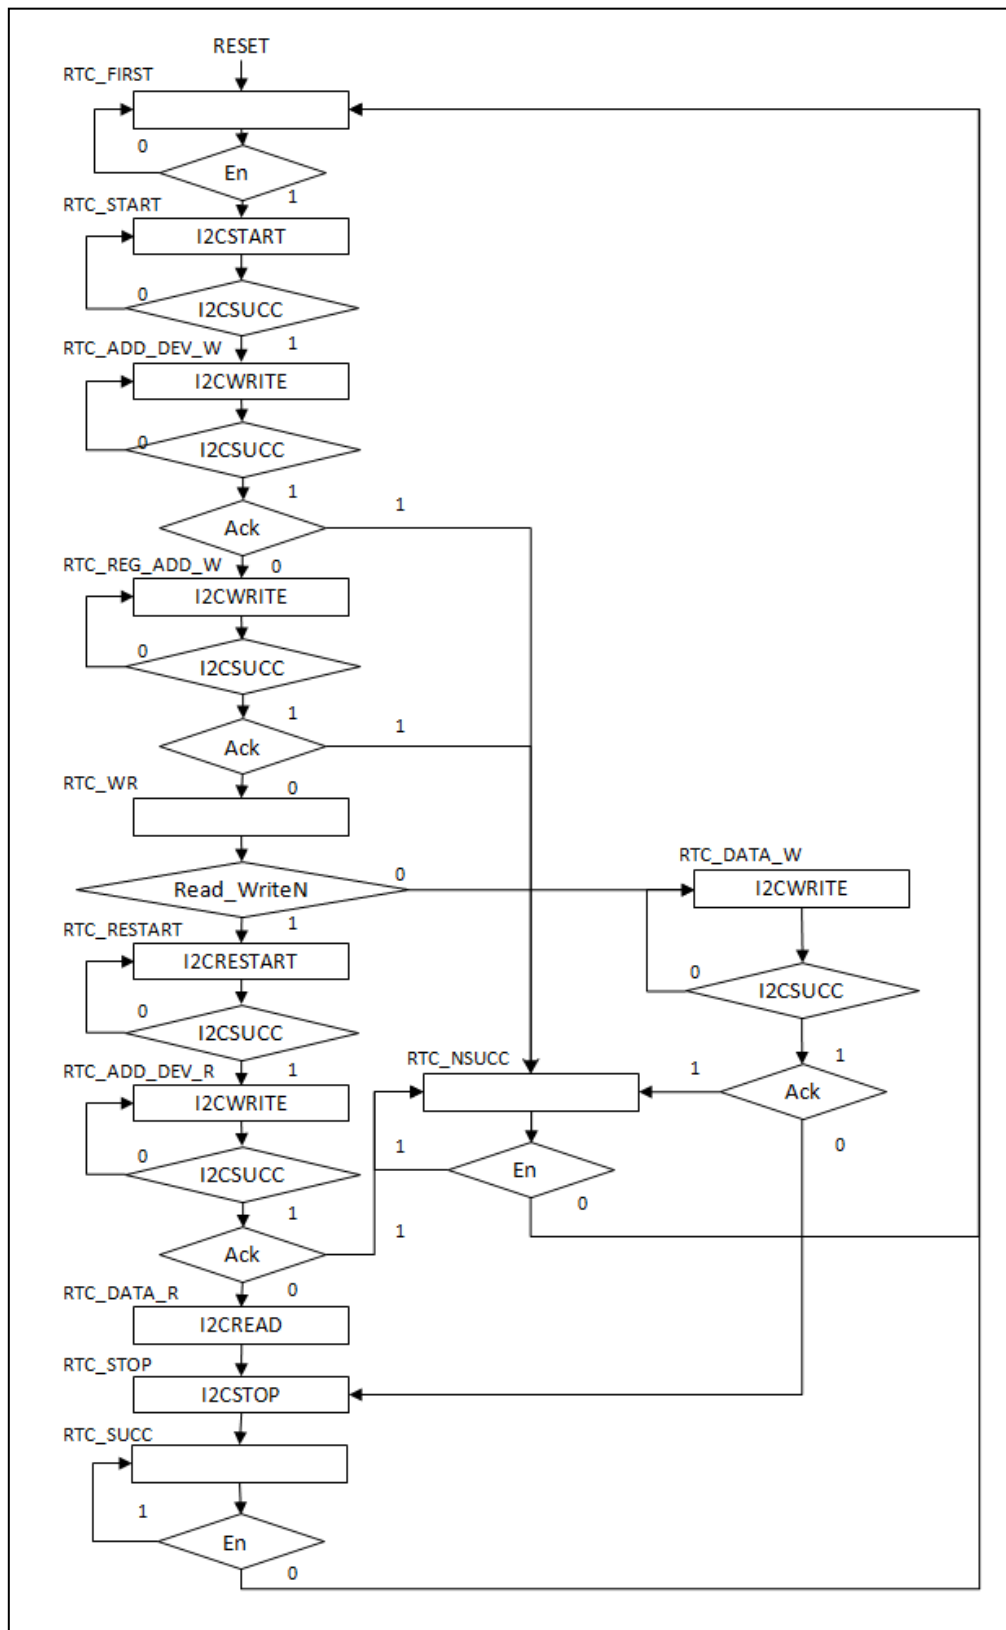 RESET
RTC_FIRST
0
En
1
RTC_START
I2CSTART
0
I2CSUCC
1
RTC_ADD_DEV_W
I2CWRITE
0
I2CSUCC
1
1
Ack
0
RTC_REG_ADD_W
I2CWRITE
0
I2CSUCC
1
1
Ack
0
RTC_WR
Read_WriteN
0
1
RTC_DATA_W
I2CWRITE
0
I2CSUCC
1
Ack
1
0
RTC_RESTART
I2CRESTART
0
I2CSUCC
1
RTC_NSUCC
1
En
0
RTC_ADD_DEV_R
I2CWRITE
0
I2CSUCC
1
1
Ack
0
RTC_DATA_R
I2CREAD
RTC_STOP
I2CSTOP
RTC_SUCC
1
En
0